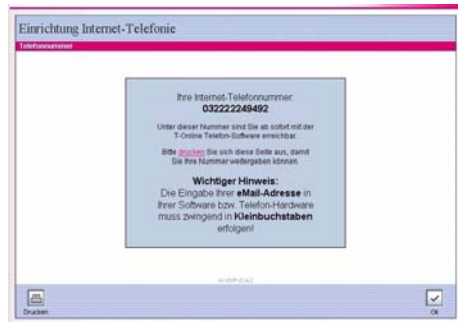 Einrichtung Internet-Telefonie
Telefonnummer
Ihre Internet-Telefonnummer:
032222249492
Unter dieser Nummer sind Sie ab sofort mit der
T-Online Telefon-Software erreichbar.
Bitte drucken Sie sich diese Seite aus, damit
Sie Ihre Nummer weitergeben können.
Wichtiger Hinweis:
Die Eingabe Ihrer eMail-Adresse in
Ihrer Software bzw. Telefon-Hardware
muss zwingend in Kleinbuchstaben
erfolgen!
Drucken
Ok